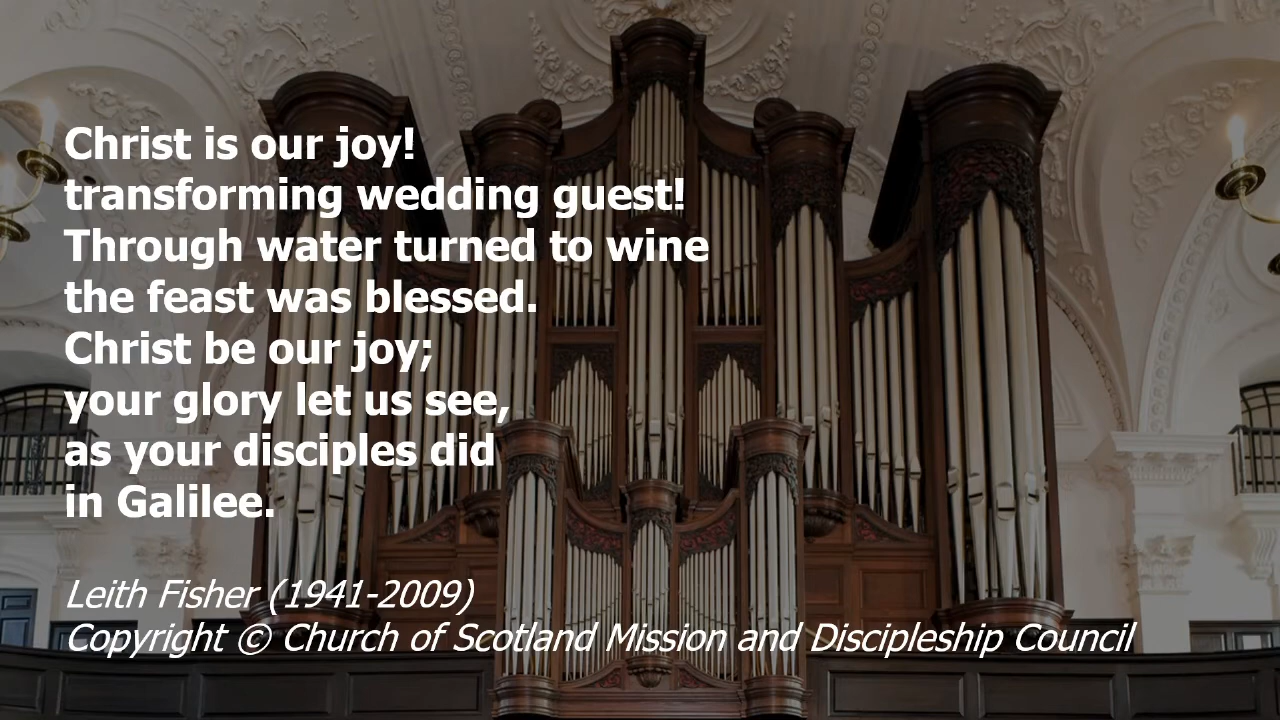 Christ is our joy!
transforming wedding guest!
Through water turned to wine
the feast was blessed.
Christ be our joy;
your glory let us see,
as your disciples did
in Galilee.
Leith Fisher (1941-2009)
Copyright © Church of Scotland Mission and Discipleship Council